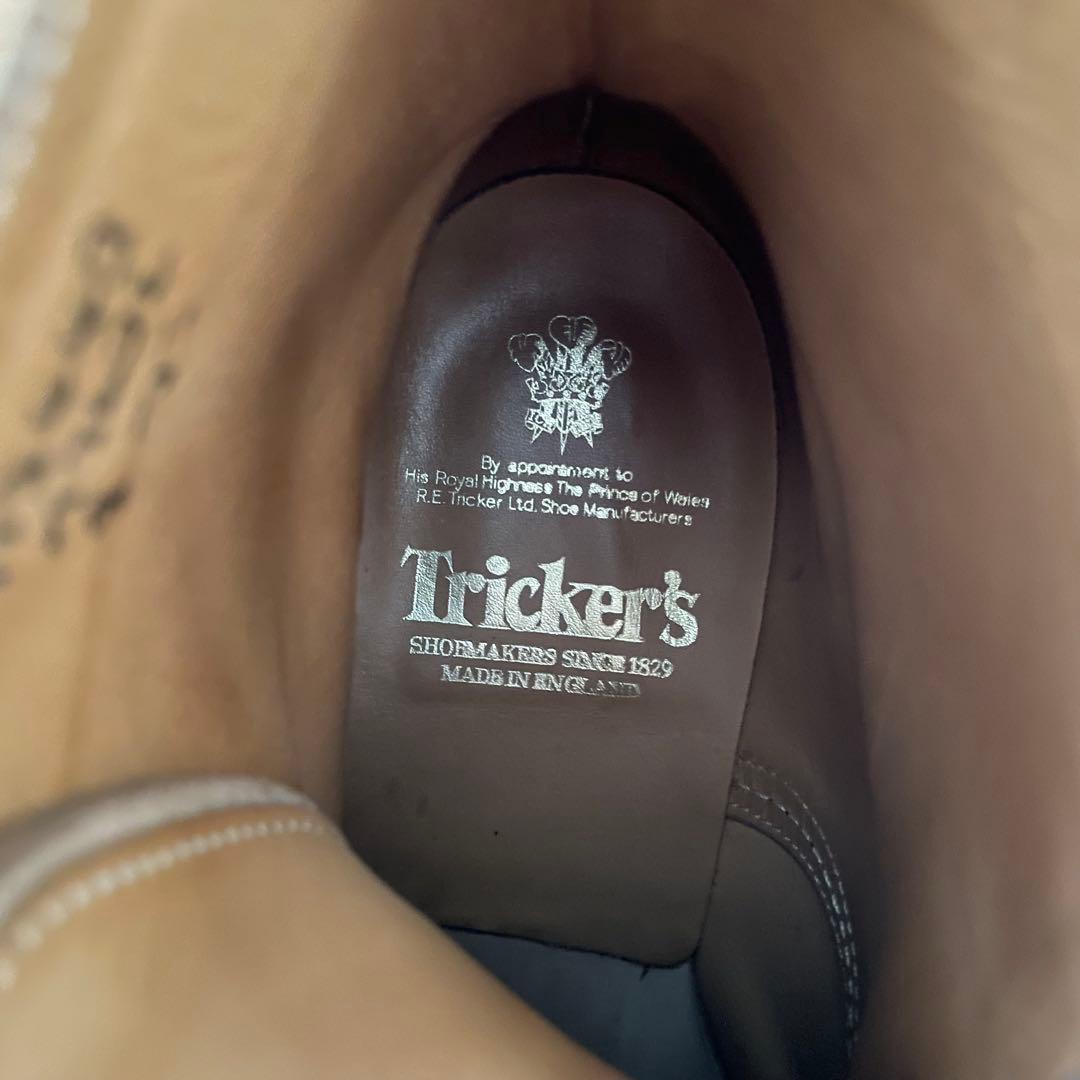 By appointment to
His Royal Highness The Prince of Wales
R.E. Tricker Ltd. Shoe Manufacturers
Tricker's
SHOEMAKERS SINCE 1829
MADE IN ENGLAND